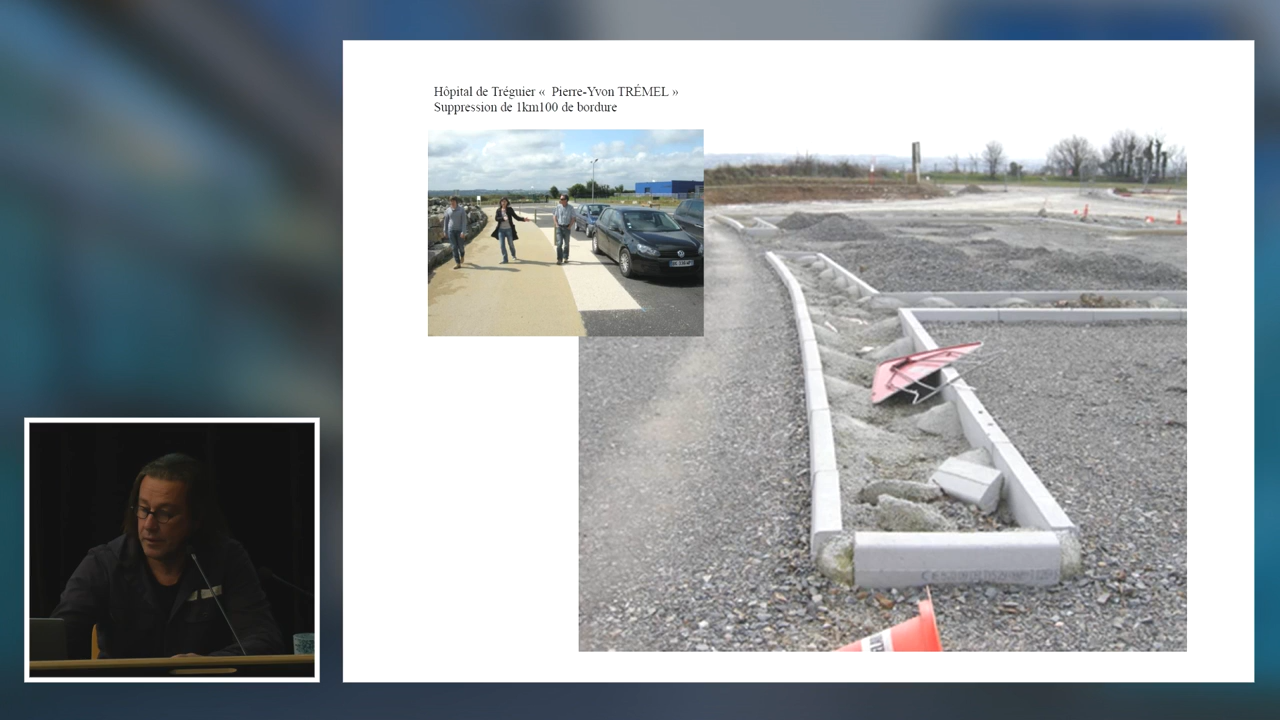 Hôpital de Tréguier «  Pierre-Yvon TRÉMEL »
Suppression de 1km100 de bordure